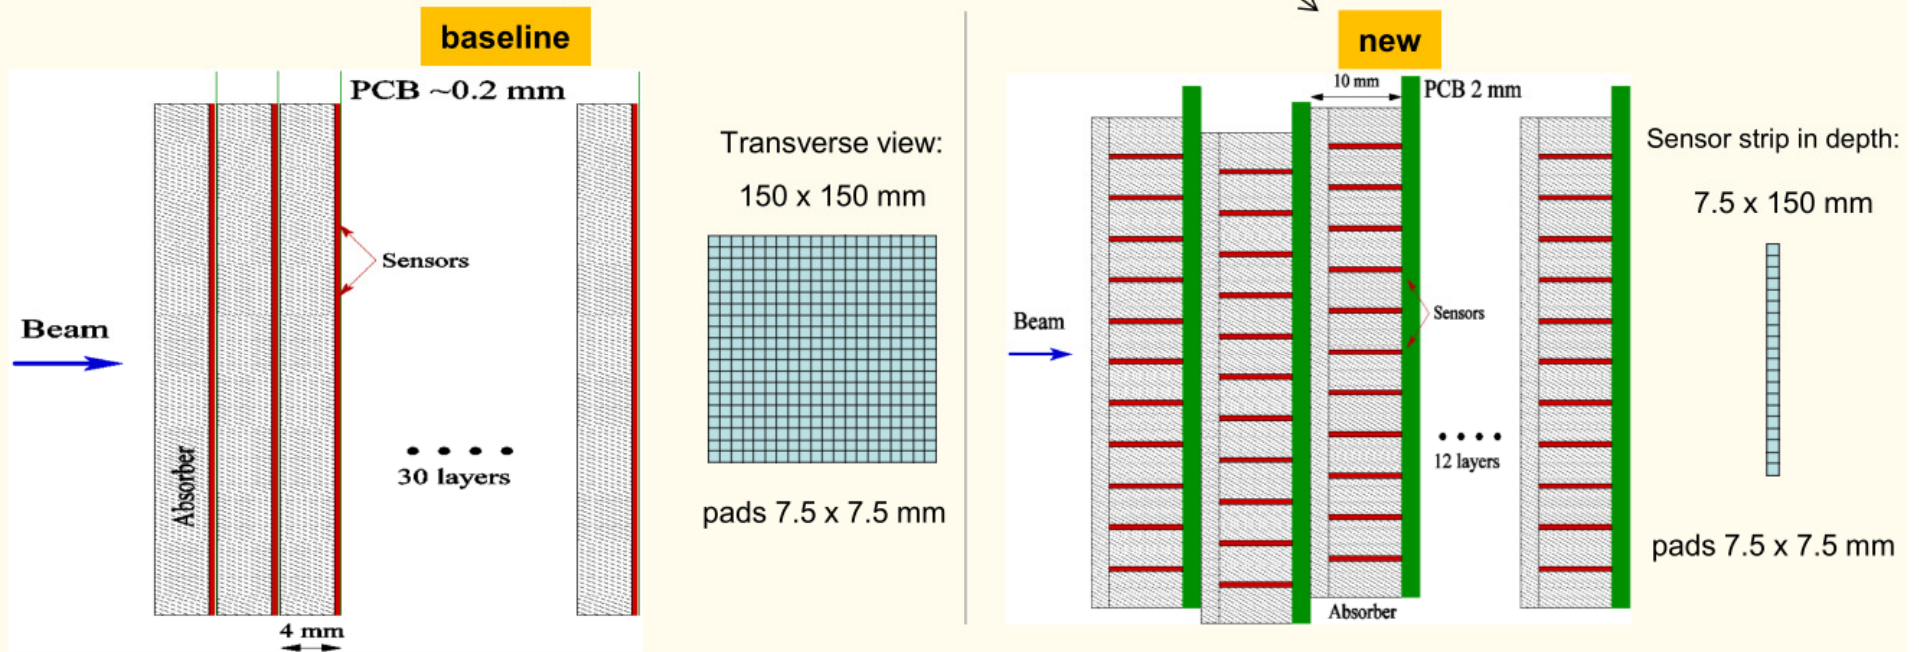 baseline
PCB ~0.2 mm
Sensors
Beam
Absorber
30 layers
4 mm
Transverse view:
150 x 150 mm
pads 7.5 x 7.5 mm
new
10 mm
PCB 2 mm
Beam
Sensors
12 layers
Absorber
Sensor strip in depth:
7.5 x 150 mm
pads 7.5 x 7.5 mm